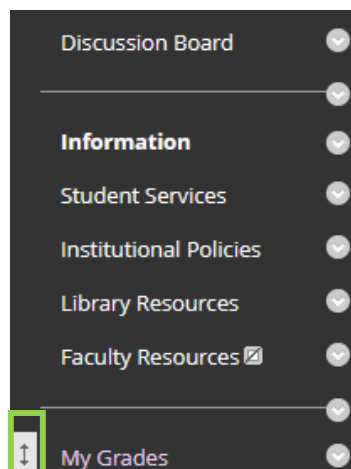 Discussion Board
Information
Student Services
Institutional Policies
Library Resources
Faculty Resources
My Grades